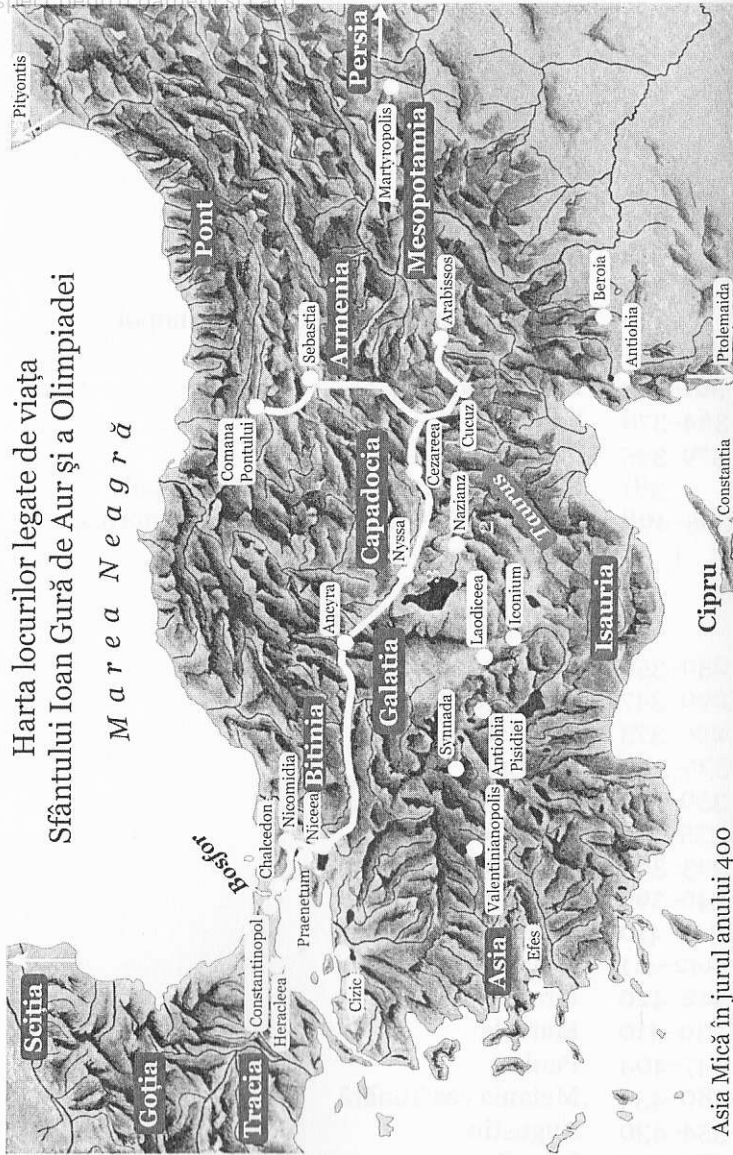 Harta locurilor legate de viața
Sfântului Ioan Gură de Aur și a Olimpiadei
Marea Neagră
Pityontis
Persia
Martyropolis
Mesopotamia
Pont
Armenia
Sebastia
Comana
Pontului
Arabissos
Cucuz
Cezareea
Capadocia
Nyssa
Nazianz
Taurus
Beroia
Antiohia
Ptolemaida
Constantia
Cipru
Isauria
Ancyra
Galatia
Laodiceea
Iconium
Synnada
Antiohia
Pisidiei
Bitinia
Nicomidia
Niceea
Chalcedon
Bosfor
Praenetum
Constantinopol
Heracleea
Cizic
Valentinianopolis
Asia
Efes
Sciția
Goția
Tracia
Asia Mică în jurul anului 400